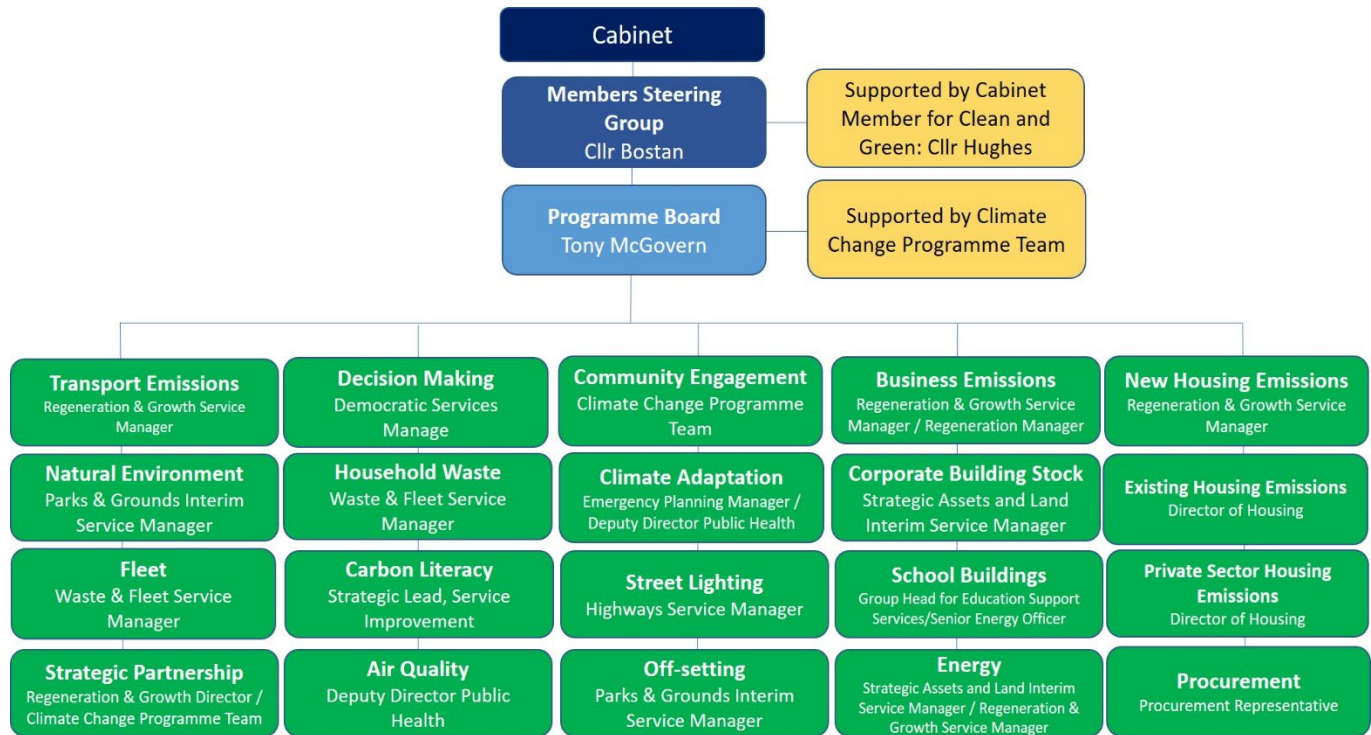 Cabinet
Members Steering
Group
Cllr Bostan
Supported by Cabinet
Member for Clean and
Green: Cllr Hughes
Programme Board
Tony McGovern
Supported by Climate
Change Programme Team
Transport Emissions
Regeneration & Growth Service
Manager
Decision Making
Democratic Services
Manage
Community Engagement
Climate Change Programme
Team
Business Emissions
Regeneration & Growth Service
Manager / Regeneration Manager
New Housing Emissions
Regeneration & Growth Service
Manager
Natural Environment
Parks & Grounds Interim
Service Manager
Household Waste
Waste & Fleet Service
Manager
Climate Adaptation
Emergency Planning Manager /
Deputy Director Public Health
Corporate Building Stock
Strategic Assets and Land
Interim Service Manager
Existing Housing Emissions
Director of Housing
Fleet
Waste & Fleet Service
Manager
Carbon Literacy
Strategic Lead, Service
Improvement
Street Lighting
Highways Service Manager
School Buildings
Group Head for Education Support
Services/Senior Energy Officer
Private Sector Housing
Emissions
Director of Housing
Strategic Partnership
Regeneration & Growth Director /
Climate Change Programme Team
Air Quality
Deputy Director Public
Health
Off-setting
Parks & Grounds Interim
Service Manager
Energy
Strategic Assets and Land Interim
Service Manager / Regeneration &
Growth Service Manager
Procurement
Procurement Representative